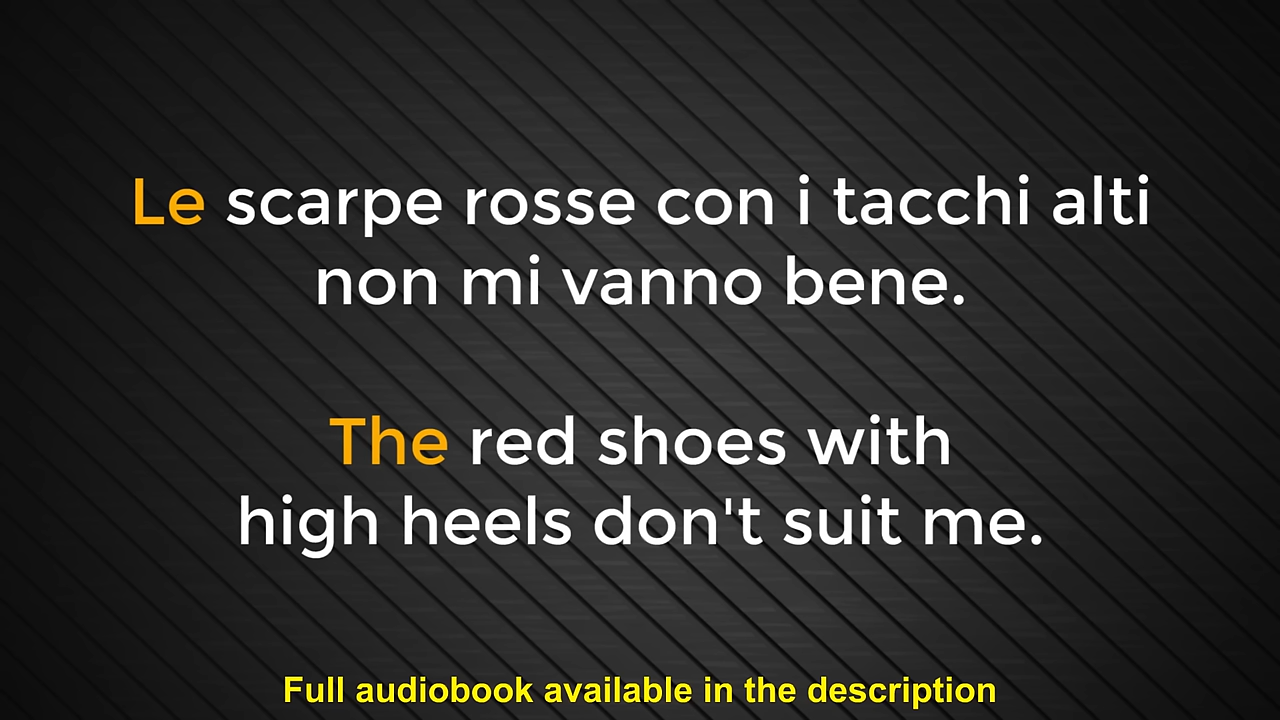 Le scarpe rosse con i tacchi alti
non mi vanno bene.
The red shoes with
high heels don't suit me.
Full audiobook available in the description